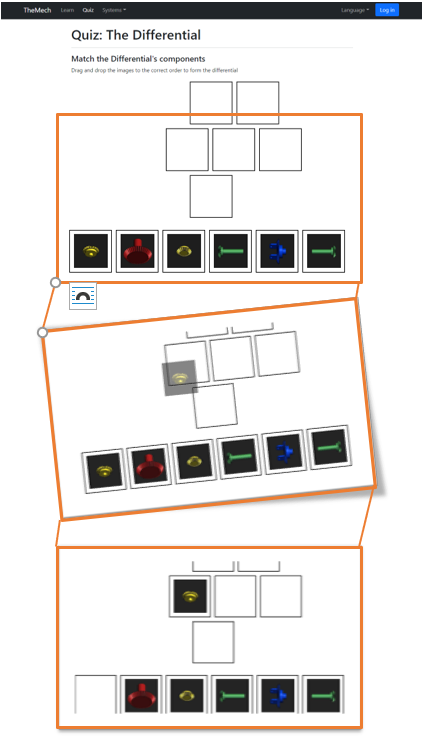 TheMech Learn Quiz Systems Language Log in
Quiz: The Differential
Match the Differential's components
Drag and drop the images to the correct order to form the differential